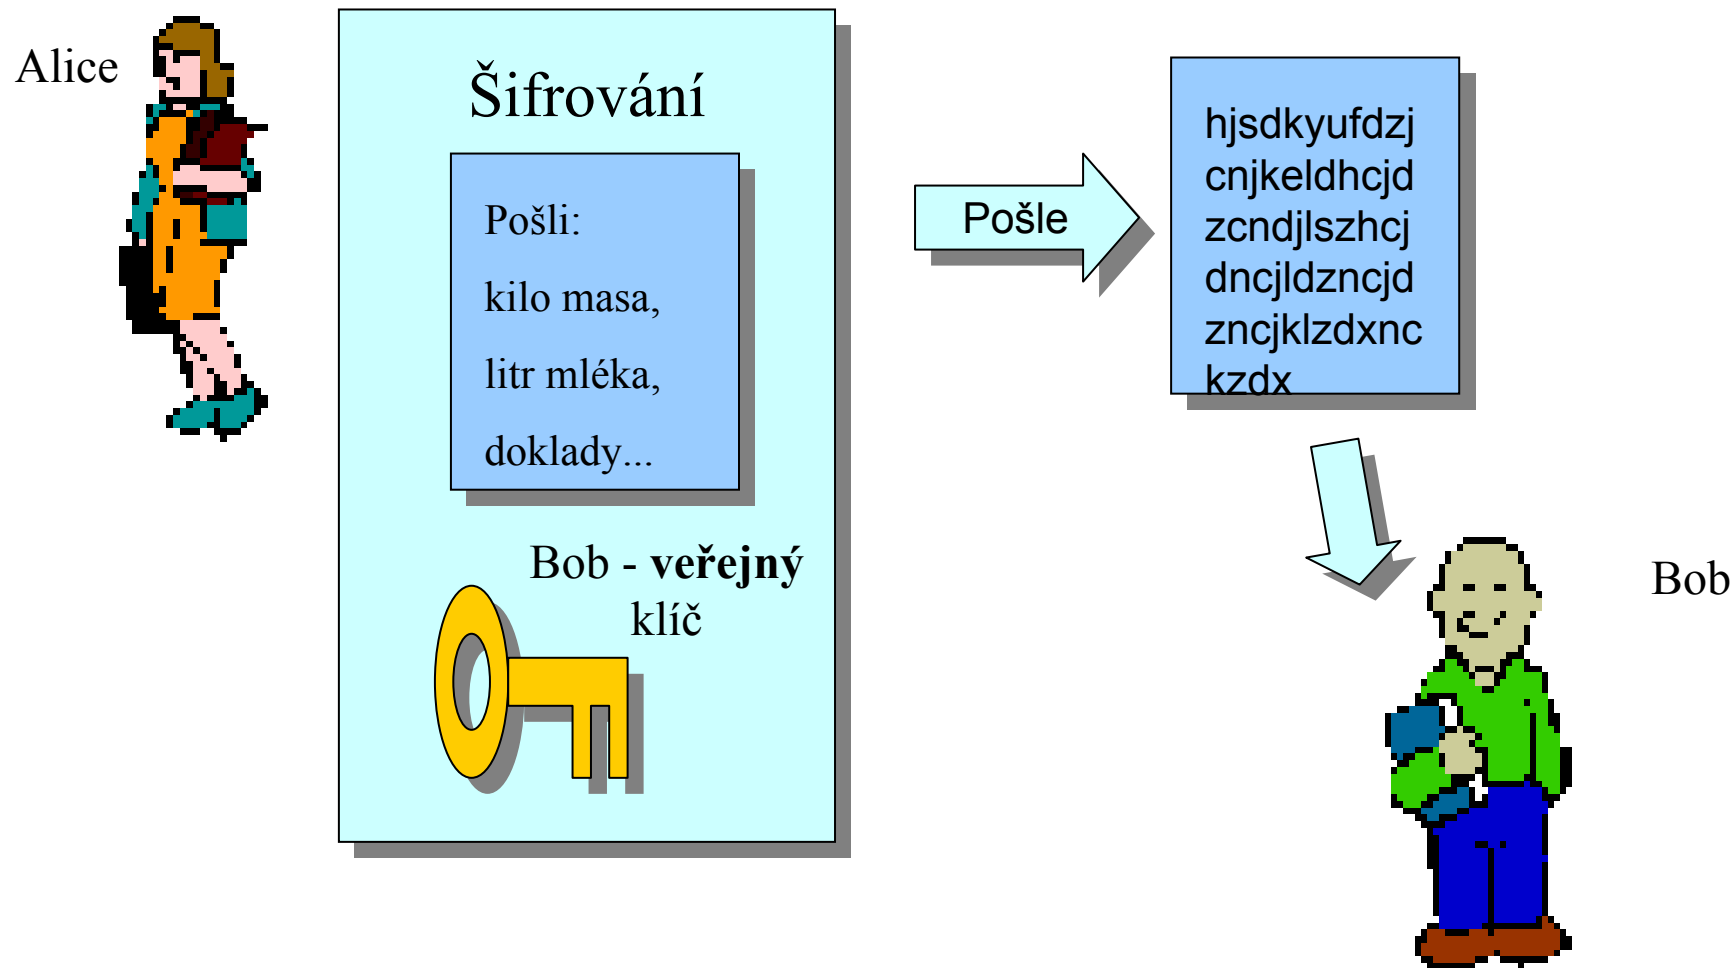 Alice
Šifrování
Pošli:
kilo masa,
litr mléka,
doklady...
Bob - veřejný
klíč
Pošle
hjsdkyufdzj
cnjkeldhcjd
zcndjlszhcj
dncjldzncjd
zncjklzdxnc
kzdx
Bob